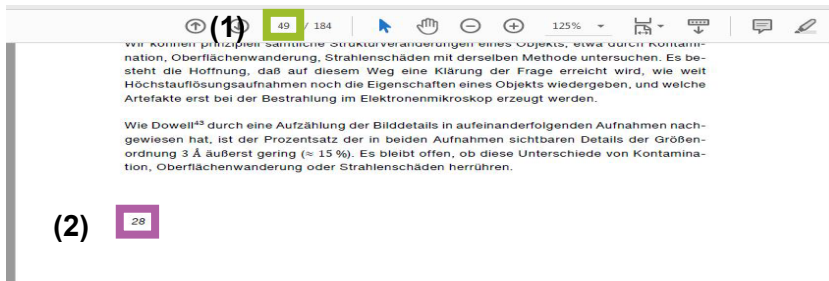 (1) 49 / 184 125%
Wir können prinzipiell sämtliche Strukturveränderungen eines Objekts, etwa durch Kontami-
nation, Oberflächenwanderung, Strahlenschäden mit derselben Methode untersuchen. Es be-
steht die Hoffnung, daß auf diesem Weg eine Klärung der Frage erreicht wird, wie weit
Höchstauflösungsaufnahmen noch die Eigenschaften eines Objekts wiedergeben, und welche
Artefakte erst bei der Bestrahlung im Elektronenmikroskop erzeugt werden.
Wie Dowell⁴³ durch eine Aufzählung der Bilddetails in aufeinanderfolgenden Aufnahmen nach-
gewiesen hat, ist der Prozentsatz der in beiden Aufnahmen sichtbaren Details der Größen-
ordnung 3 Å äußerst gering (≈ 15 %). Es bleibt offen, ob diese Unterschiede von Kontamina-
tion, Oberflächenwanderung oder Strahlenschäden herrühren.
(2) 28